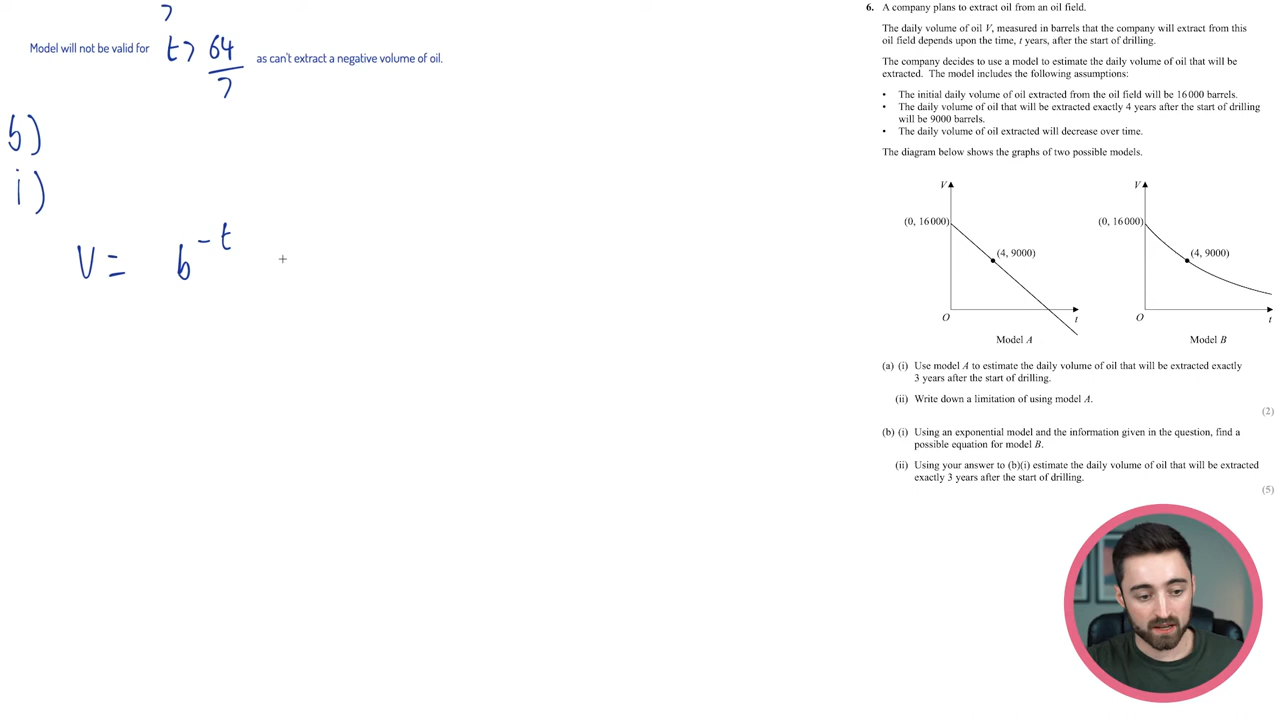 7
Model will not be valid for t > 64/7 as can't extract a negative volume of oil.
b)
i)
V = b^-t
6. A company plans to extract oil from an oil field.
The daily volume of oil V, measured in barrels that the company will extract from this
oil field depends upon the time, t years, after the start of drilling.
The company decides to use a model to estimate the daily volume of oil that will be
extracted. The model includes the following assumptions:
• The initial daily volume of oil extracted from the oil field will be 16 000 barrels.
• The daily volume of oil that will be extracted exactly 4 years after the start of drilling
will be 9000 barrels.
• The daily volume of oil extracted will decrease over time.
The diagram below shows the graphs of two possible models.
V
(0, 16 000)
(4, 9000)
O
t
Model A
V
(0, 16 000)
(4, 9000)
O
t
Model B
(a) (i) Use model A to estimate the daily volume of oil that will be extracted exactly
3 years after the start of drilling.
(ii) Write down a limitation of using model A.
(2)
(b) (i) Using an exponential model and the information given in the question, find a
possible equation for model B.
(ii) Using your answer to (b)(i) estimate the daily volume of oil that will be extracted
exactly 3 years after the start of drilling.
(5)